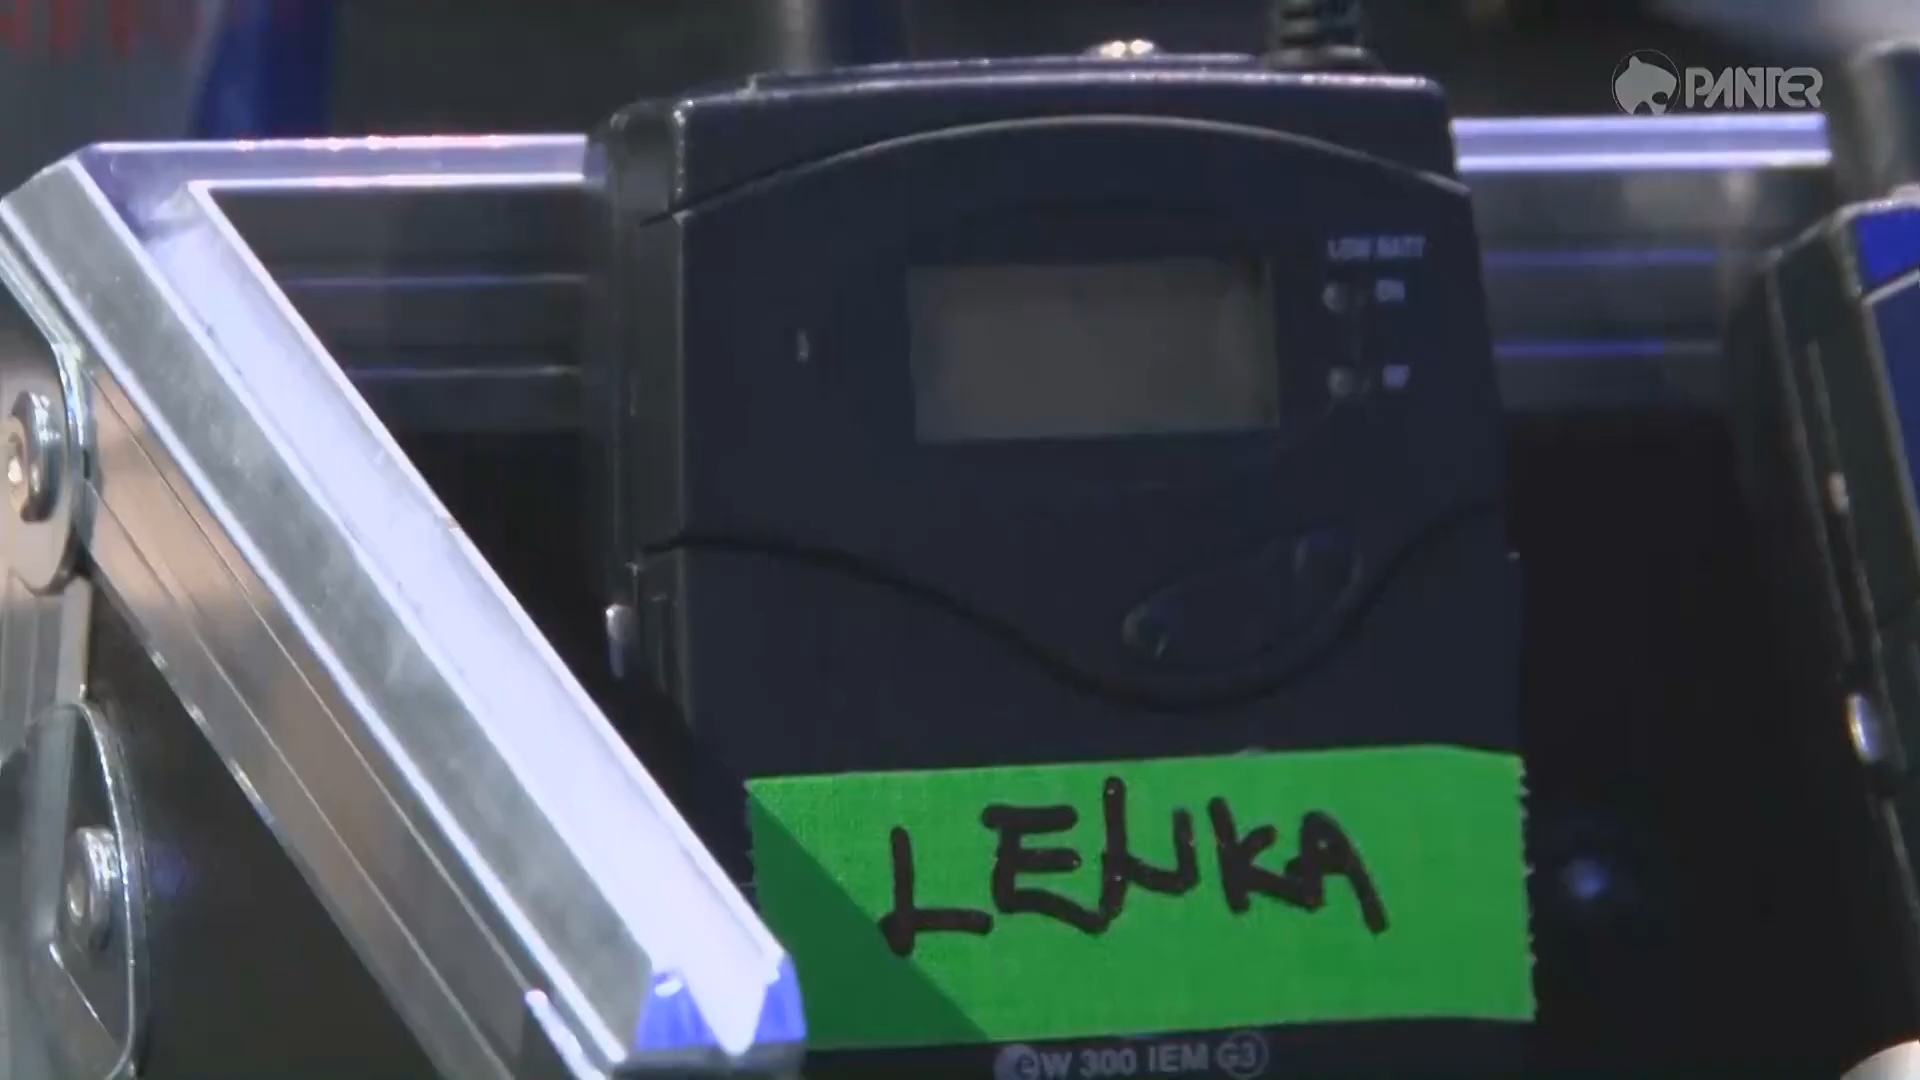 PANTER
LOW BATT
ON
RF
LENKA
EW 300 IEM G3